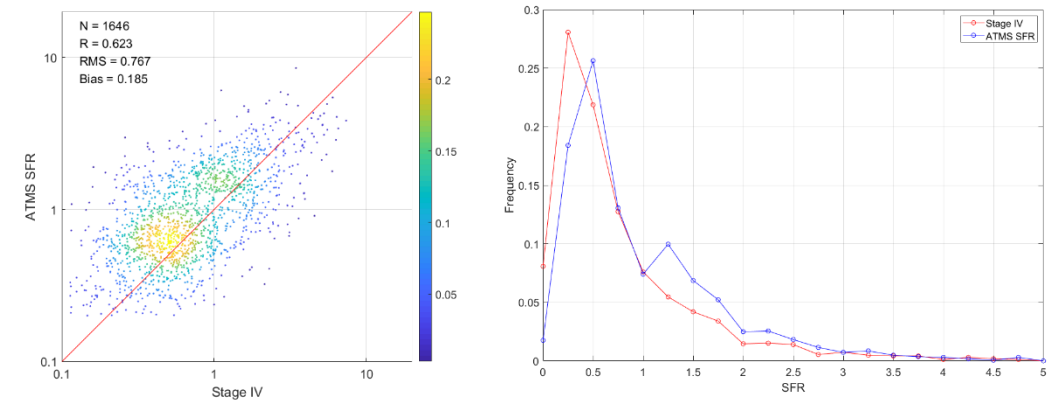 N = 1646
R = 0.623
RMS = 0.767
Bias = 0.185
10
1
0.1
ATMS SFR
0.1
1
10
Stage IV
0.2
0.15
0.1
0.05
0.3
0.25
0.2
0.15
0.1
0.05
0
Frequency
0
0.5
1
1.5
2
2.5
3
3.5
4
4.5
5
SFR
Stage IV
ATMS SFR